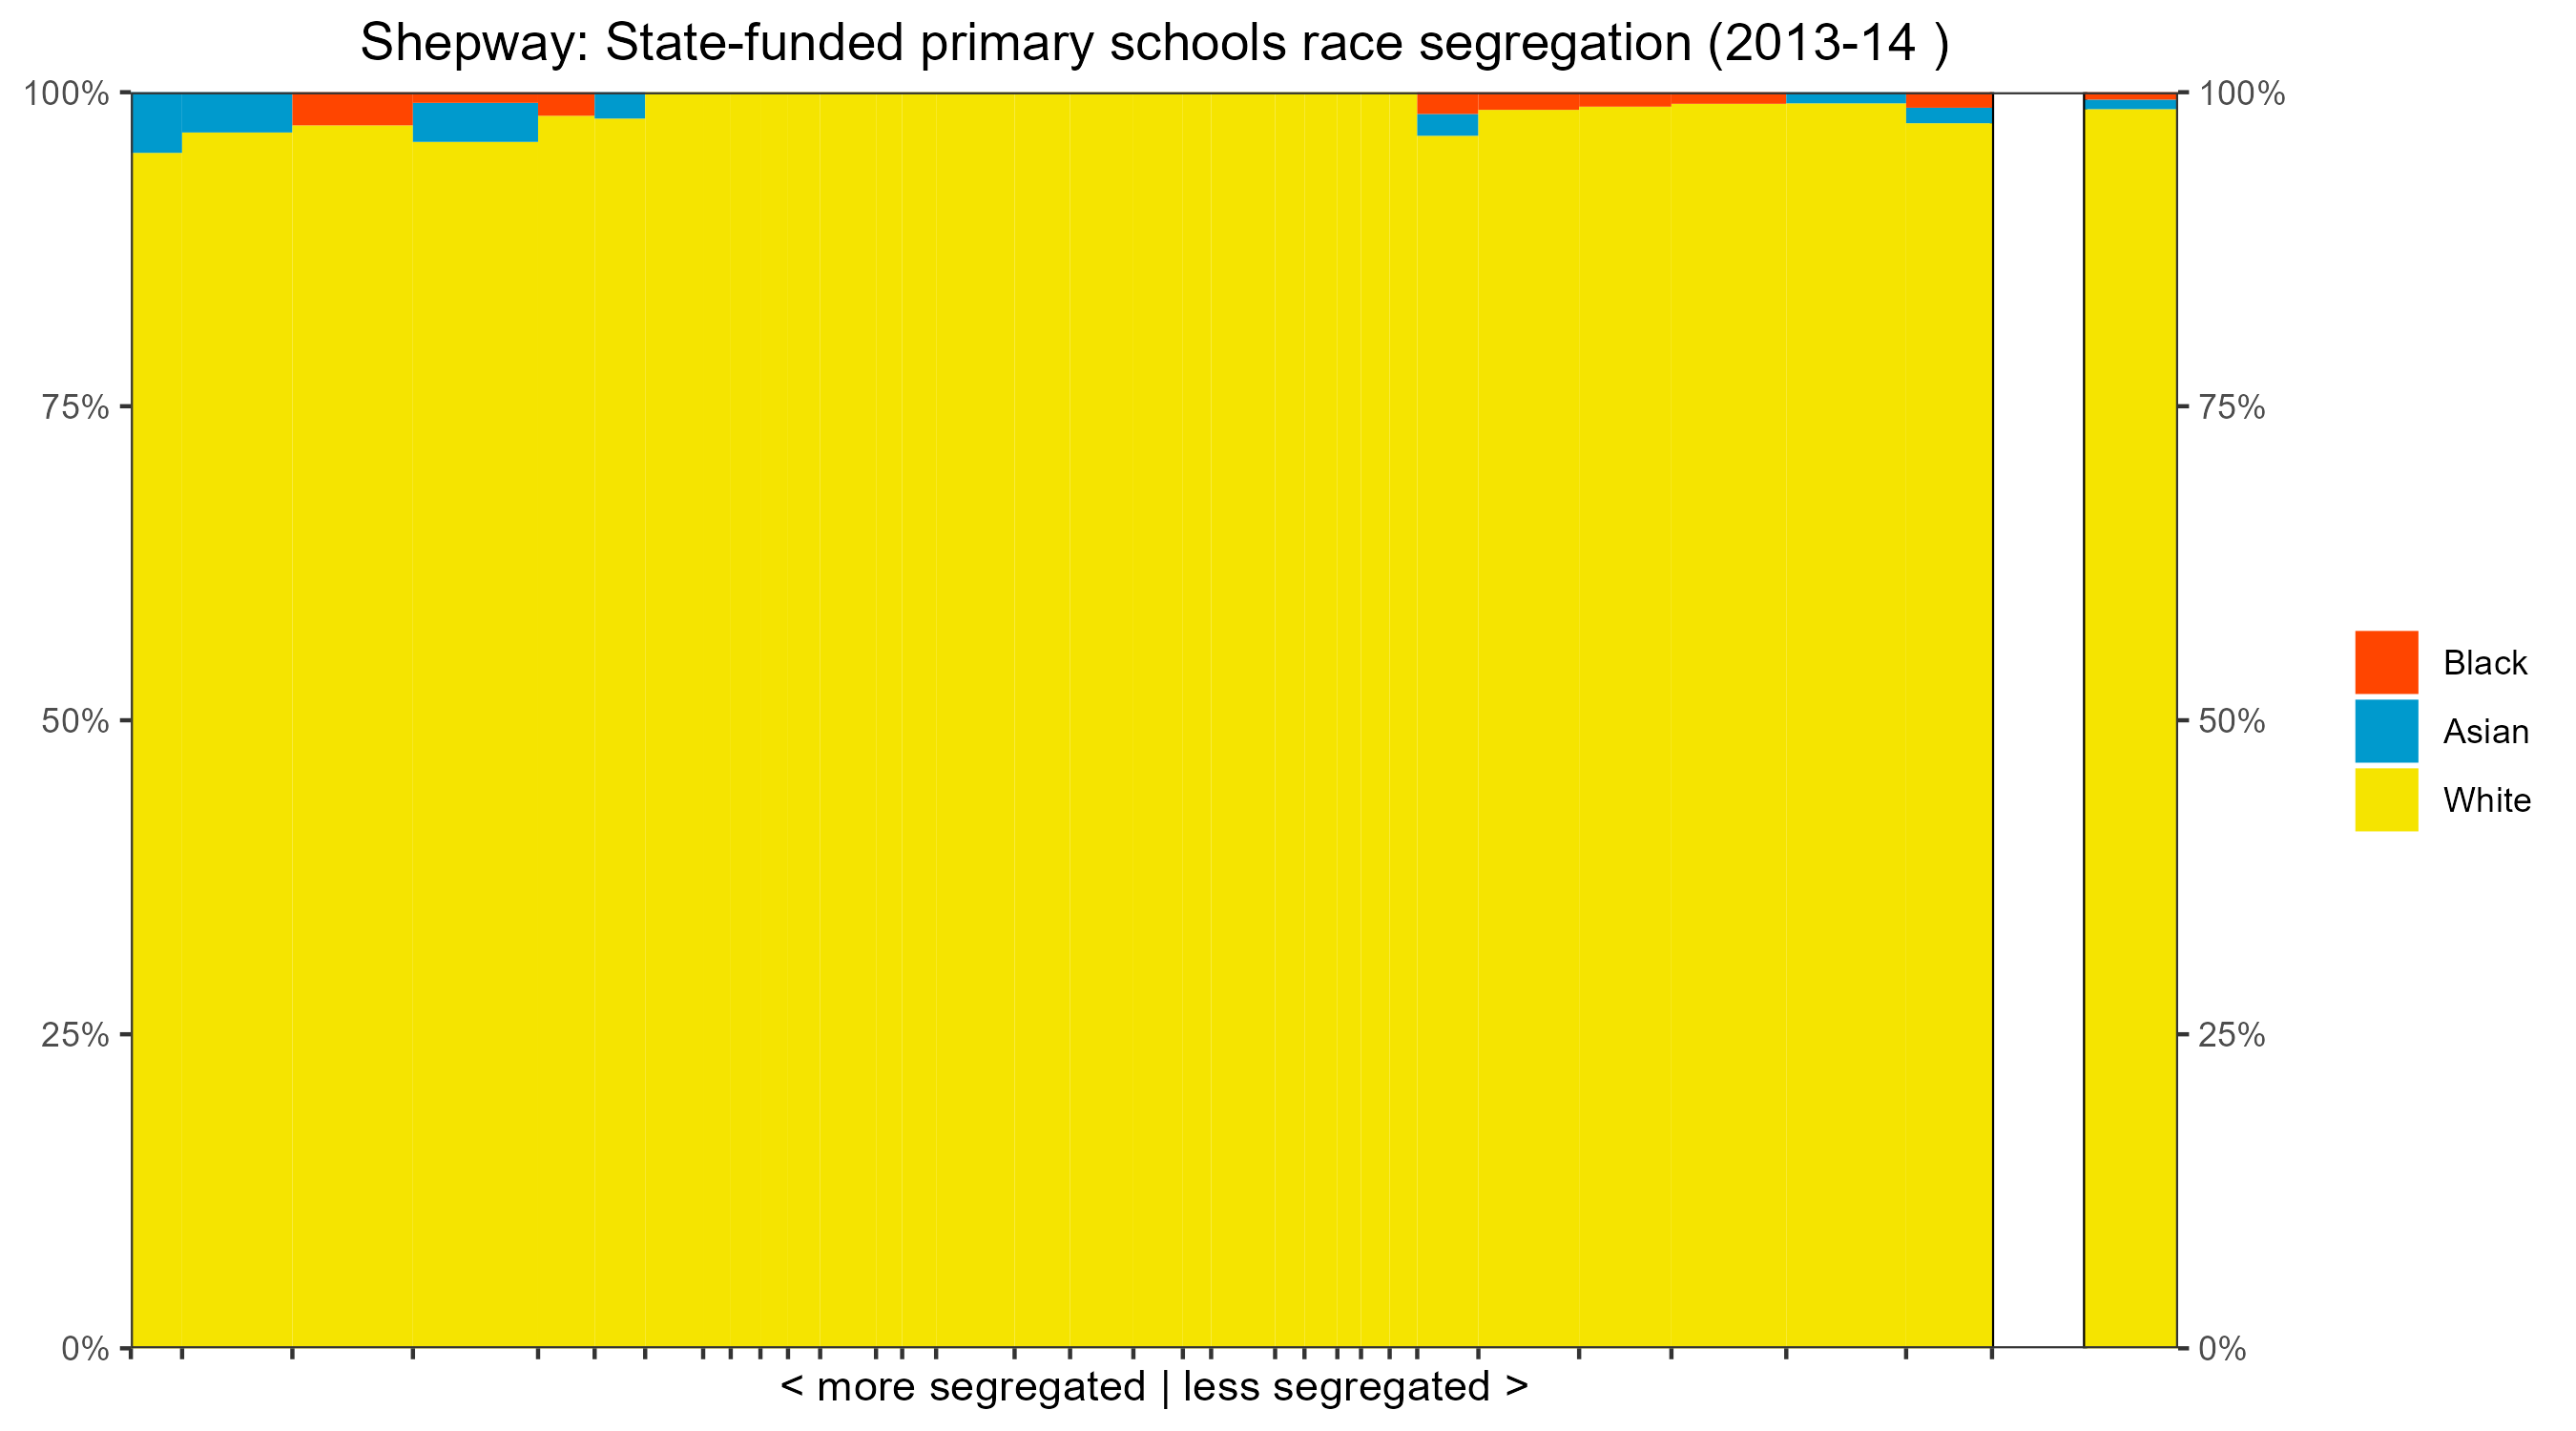 Shepway: State-funded primary schools race segregation (2013-14 )
100%
75%
50%
25%
0%
100%
75%
50%
25%
0%
Black
Asian
White
< more segregated | less segregated >